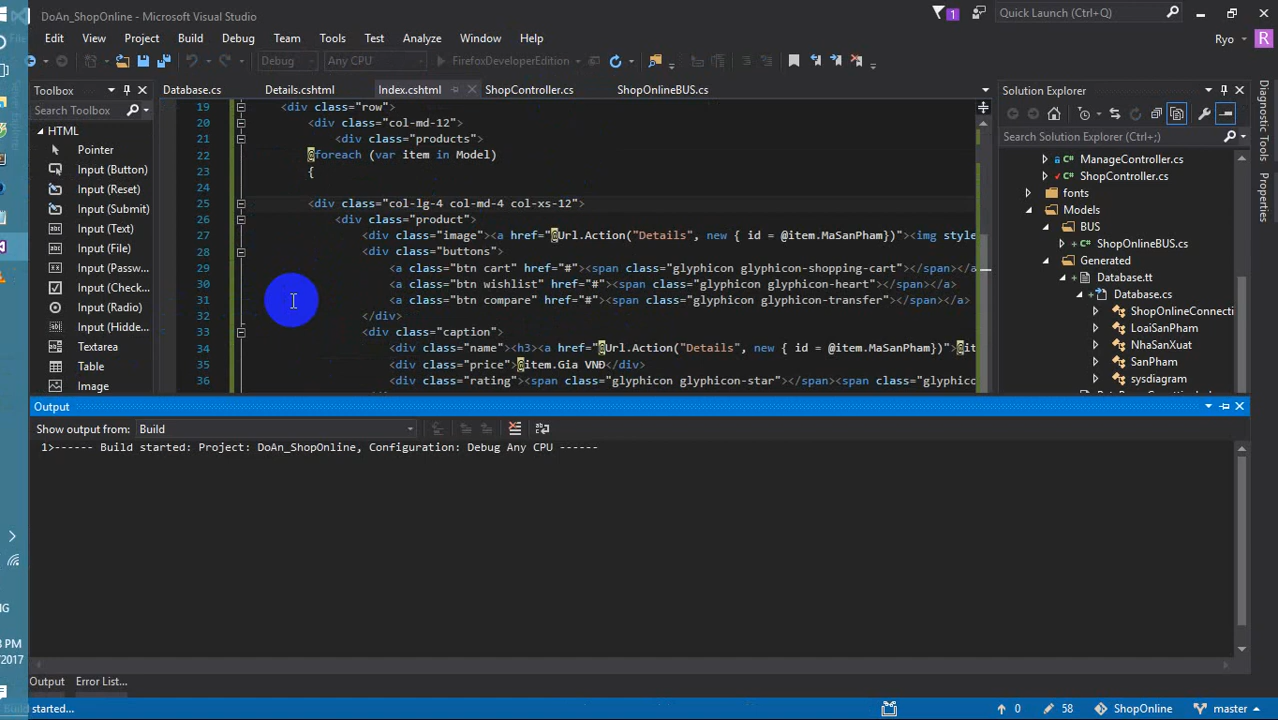 DoAn_ShopOnline - Microsoft Visual Studio
1
Quick Launch (Ctrl+Q)
Edit View Project Build Debug Team Tools Test Analyze Window Help
Ryo
R
Debug
Any CPU
FirefoxDeveloperEdition
Toolbox
Database.cs
Details.cshtml
Index.cshtml
ShopController.cs
ShopOnlineBUS.cs
Solution Explorer
Search Toolbox
Search Solution Explorer (Ctrl+;)
HTML
Pointer
Input (Button)
Input (Reset)
Input (Submit)
Input (Text)
Input (File)
Input (Passw...
Input (Check...
Input (Radio)
Input (Hidde...
Textarea
Table
Image
19 <div class="row">
20 <div class="col-md-12">
21 <div class="products">
22 @foreach (var item in Model)
23 {
24
25 <div class="col-lg-4 col-md-4 col-xs-12">
26 <div class="product">
27 <div class="image"><a href="@Url.Action("Details", new { id = @item.MaSanPham})"><img style
28 <div class="buttons">
29 <a class="btn cart" href="#"><span class="glyphicon glyphicon-shopping-cart"></span></a
30 <a class="btn wishlist" href="#"><span class="glyphicon glyphicon-heart"></span></a>
31 <a class="btn compare" href="#"><span class="glyphicon glyphicon-transfer"></span></a>
32 </div>
33 <div class="caption">
34 <div class="name"><h3><a href="@Url.Action("Details", new { id = @item.MaSanPham})">@it
35 <div class="price">@item.Gia VNĐ</div>
36 <div class="rating"><span class="glyphicon glyphicon-star"></span><span class="glyphic
ManageController.cs
ShopController.cs
fonts
Models
BUS
ShopOnlineBUS.cs
Generated
Database.tt
Database.cs
ShopOnlineConnecti
LoaiSanPham
NhaSanXuat
SanPham
sysdiagram
Diagnostic Tools
Properties
Output
Show output from: Build
1>------ Build started: Project: DoAn_ShopOnline, Configuration: Debug Any CPU ------
NG
PM
/2017
Output
Error List...
Build started...
0
58
ShopOnline
master